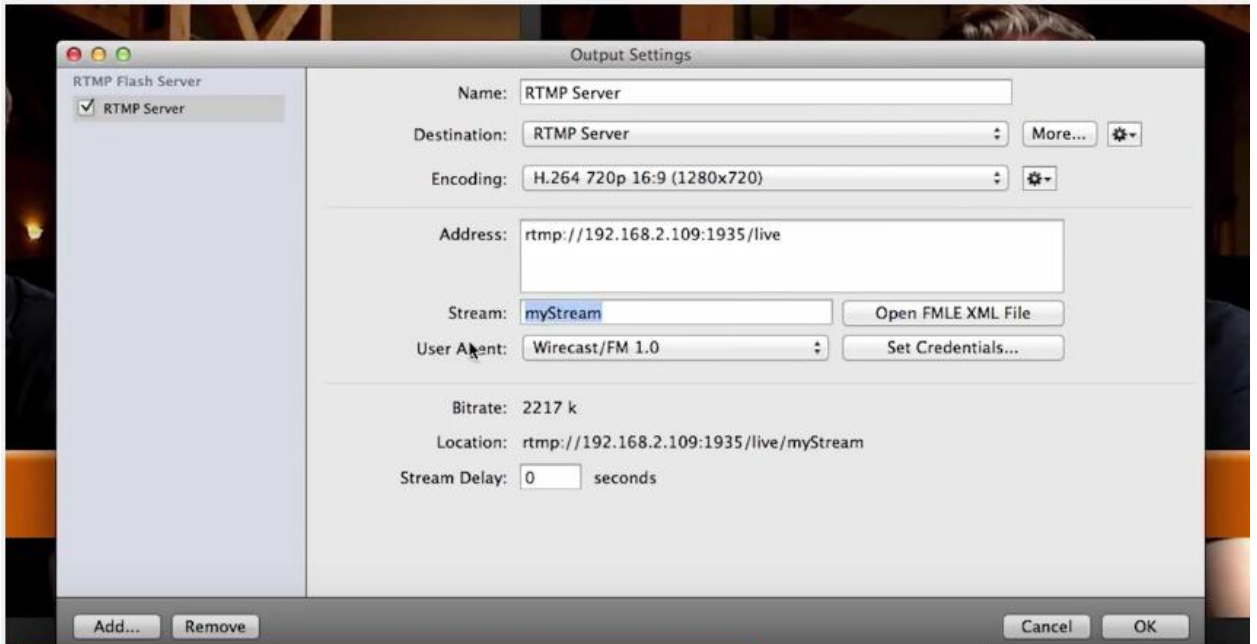 Output Settings
RTMP Flash Server
RTMP Server
Name: RTMP Server
Destination: RTMP Server More...
Encoding: H.264 720p 16:9 (1280x720)
Address: rtmp://192.168.2.109:1935/live
Stream: myStream Open FMLE XML File
User Agent: Wirecast/FM 1.0 Set Credentials...
Bitrate: 2217 k
Location: rtmp://192.168.2.109:1935/live/myStream
Stream Delay: 0 seconds
Add... Remove Cancel OK